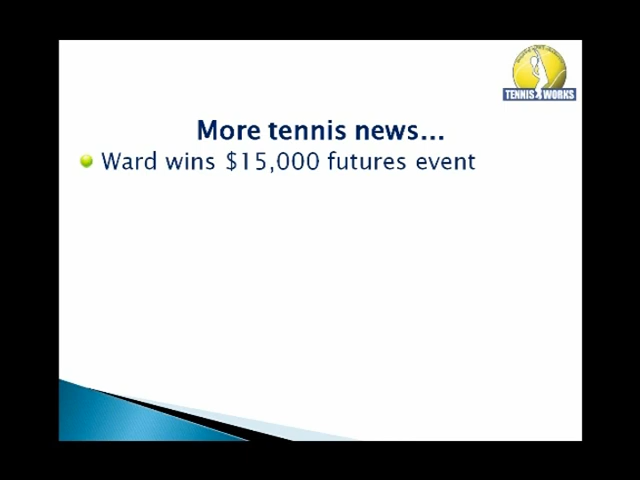 TENNIS WORKS
More tennis news...
Ward wins $15,000 futures event